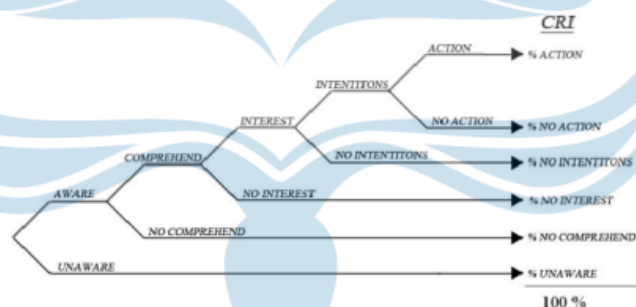 CRI
ACTION
% ACTION
INTENTITONS
INTEREST
NO ACTION
% NO ACTION
COMPREHEND
NO INTENTITONS
% NO INTENTITONS
AWARE
NO INTEREST
% NO INTEREST
NO COMPREHEND
% NO COMPREHEND
UNAWARE
% UNAWARE
100 %